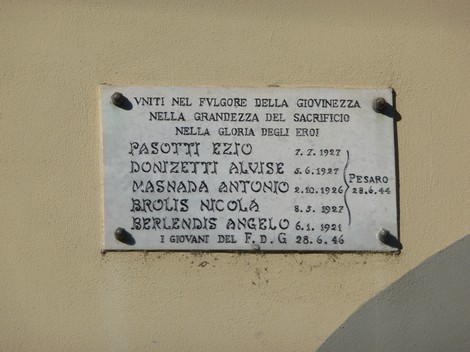 VNITI NEL FVLGORE DELLA GIOVINEZZA
NELLA GRANDEZZA DEL SACRIFICIO
NELLA GLORIA DEGLI EROI
PASOTTI EZIO 7.7.1927
DONIZETTI ALVISE 5.6.1927
MASNADA ANTONIO 2.10.1926
BROLIS NICOLA 8.5.1927
BERLENDIS ANGELO 6.1.1921
PESARO
28.6.44
I GIOVANI DEL F.D.G 28.6.46